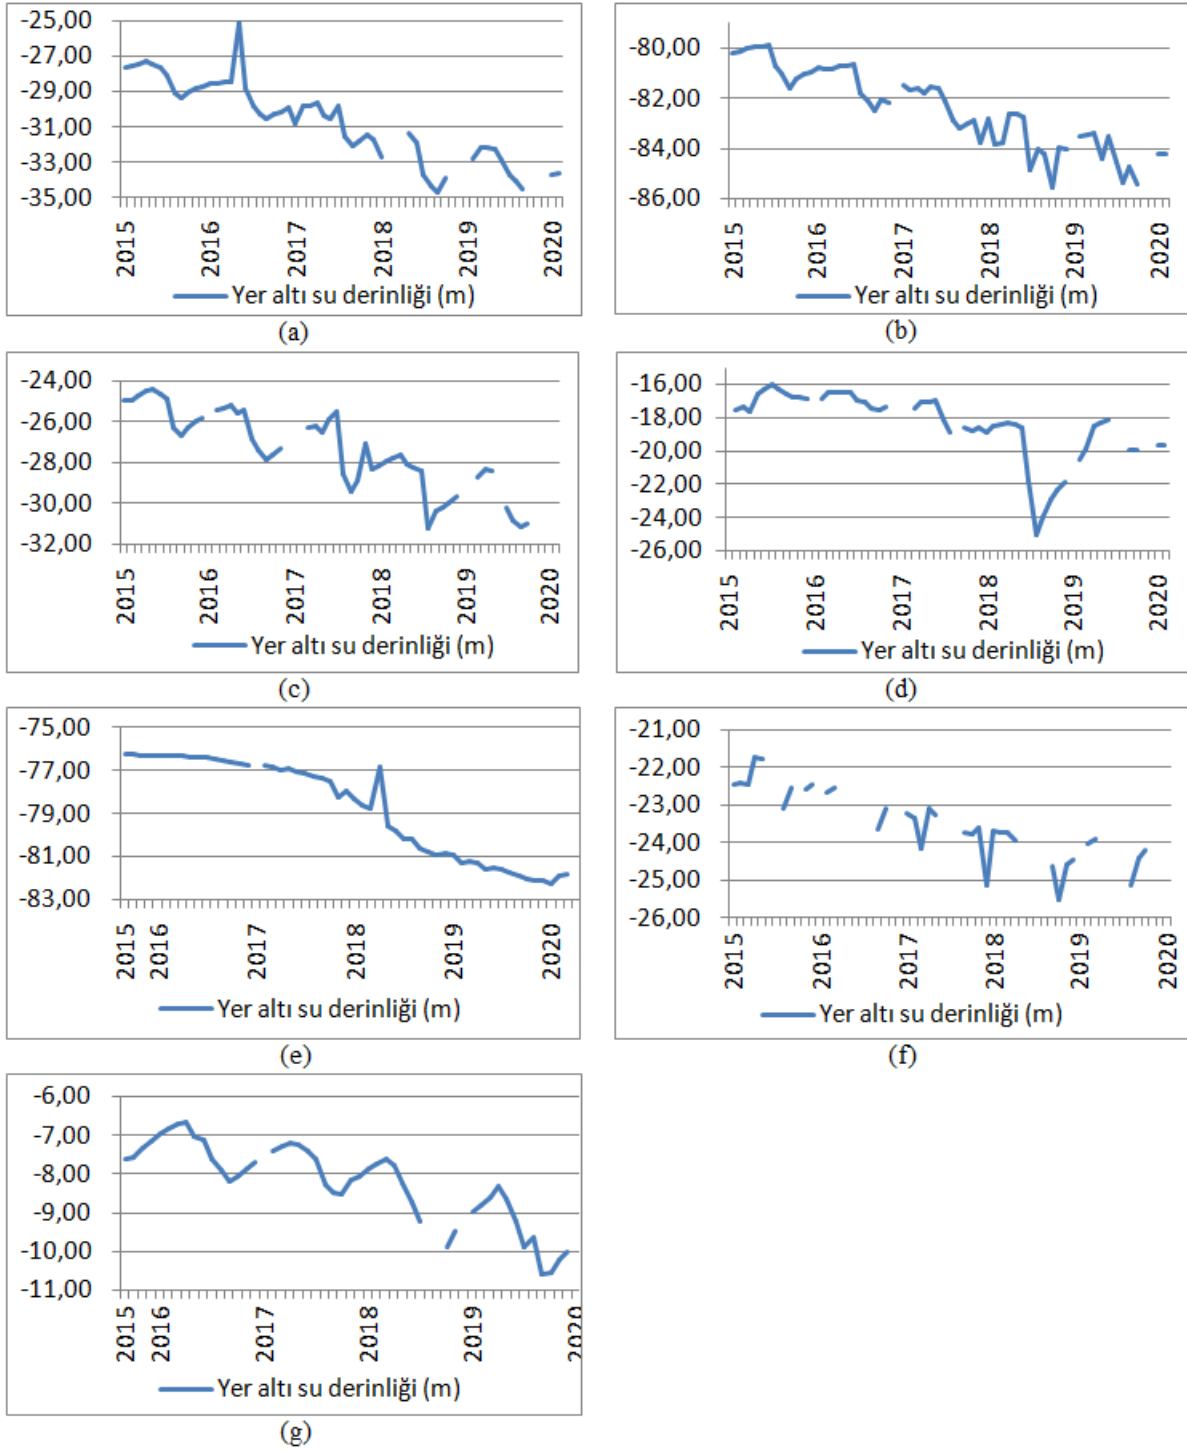 -25,00
-27,00
-29,00
-31,00
-33,00
-35,00
2015 2016 2017 2018 2019 2020
Yer altı su derinliği (m)
(a)
-80,00
-82,00
-84,00
-86,00
2015 2016 2017 2018 2019 2020
Yer altı su derinliği (m)
(b)
-24,00
-26,00
-28,00
-30,00
-32,00
2015 2016 2017 2018 2019 2020
Yer altı su derinliği (m)
(c)
-16,00
-18,00
-20,00
-22,00
-24,00
-26,00
2015 2016 2017 2018 2019 2020
Yer altı su derinliği (m)
(d)
-75,00
-77,00
-79,00
-81,00
-83,00
2015 2016 2017 2018 2019 2020
Yer altı su derinliği (m)
(e)
-21,00
-22,00
-23,00
-24,00
-25,00
-26,00
2015 2016 2017 2018 2019 2020
Yer altı su derinliği (m)
(f)
-6,00
-7,00
-8,00
-9,00
-10,00
-11,00
2015 2016 2017 2018 2019 2020
Yer altı su derinliği (m)
(g)